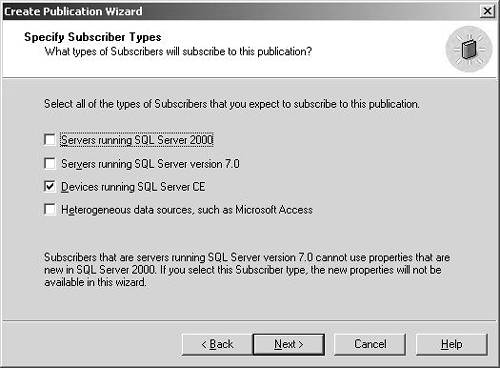 Create Publication Wizard
Specify Subscriber Types
What types of Subscribers will subscribe to this publication?
Select all of the types of Subscribers that you expect to subscribe to this publication.
Servers running SQL Server 2000
Servers running SQL Server version 7.0
Devices running SQL Server CE
Heterogeneous data sources, such as Microsoft Access
Subscribers that are servers running SQL Server version 7.0 cannot use properties that are
new in SQL Server 2000. If you select this Subscriber type, the new properties will not be
available in this wizard.
< Back Next > Cancel Help